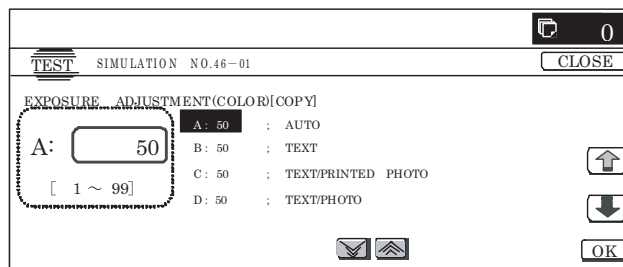 0
TEST SIMULATION NO.46-01 CLOSE
EXPOSURE ADJUSTMENT(COLOR)[COPY]
A: 50 ; AUTO
A: 50 B: 50 ; TEXT
C: 50 ; TEXT/PRINTED PHOTO
[ 1～ 99] D: 50 ; TEXT/PHOTO
OK